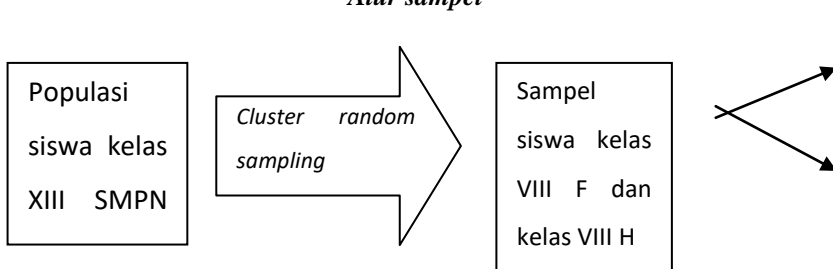 Alur sampel
Populasi
siswa kelas
XIII SMPN
Cluster random
sampling
Sampel
siswa kelas
VIII F dan
kelas VIII H